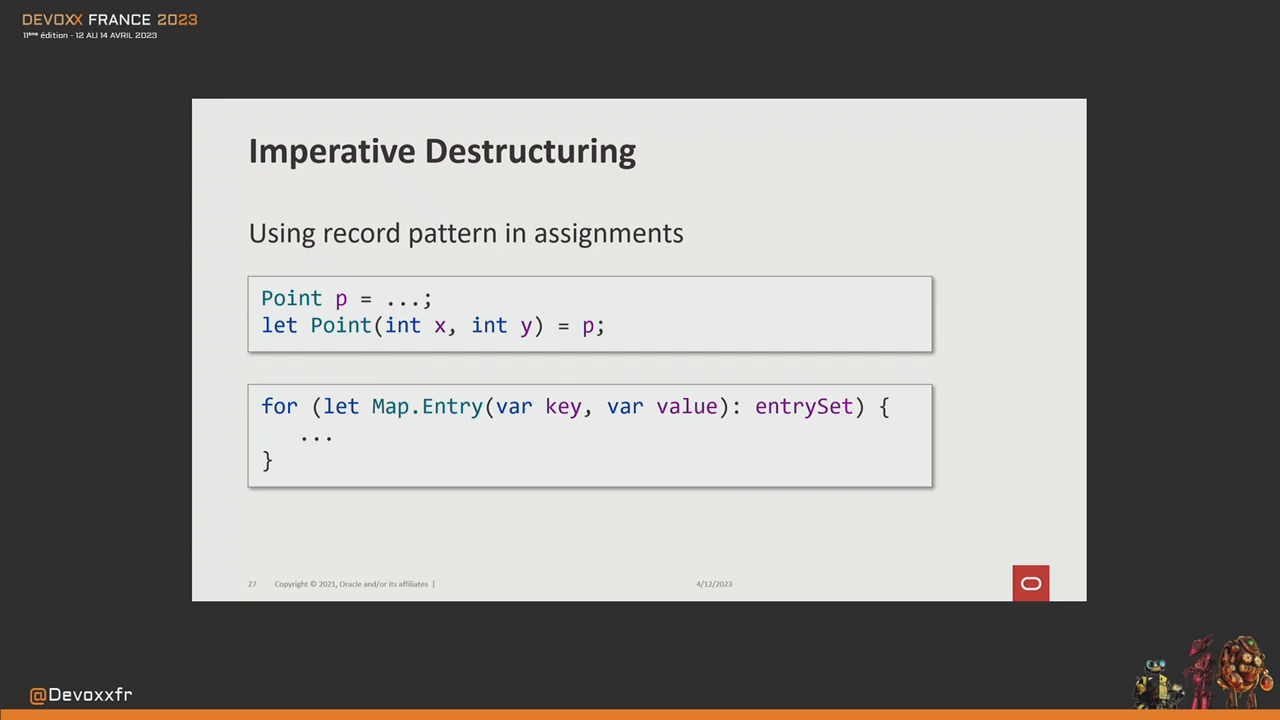 DEVOXX FRANCE 2023
11ème édition - 12 AU 14 AVRIL 2023
Imperative Destructuring
Using record pattern in assignments
Point p = ...;
let Point(int x, int y) = p;
for (let Map.Entry(var key, var value): entrySet) {
...
}
27 Copyright © 2021, Oracle and/or its affiliates | 4/12/2023
@Devoxxfr